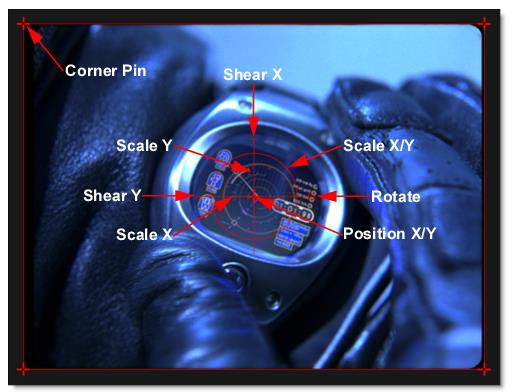 Corner Pin
Shear X
Scale Y
Scale X/Y
Shear Y
Rotate
Scale X
Position X/Y